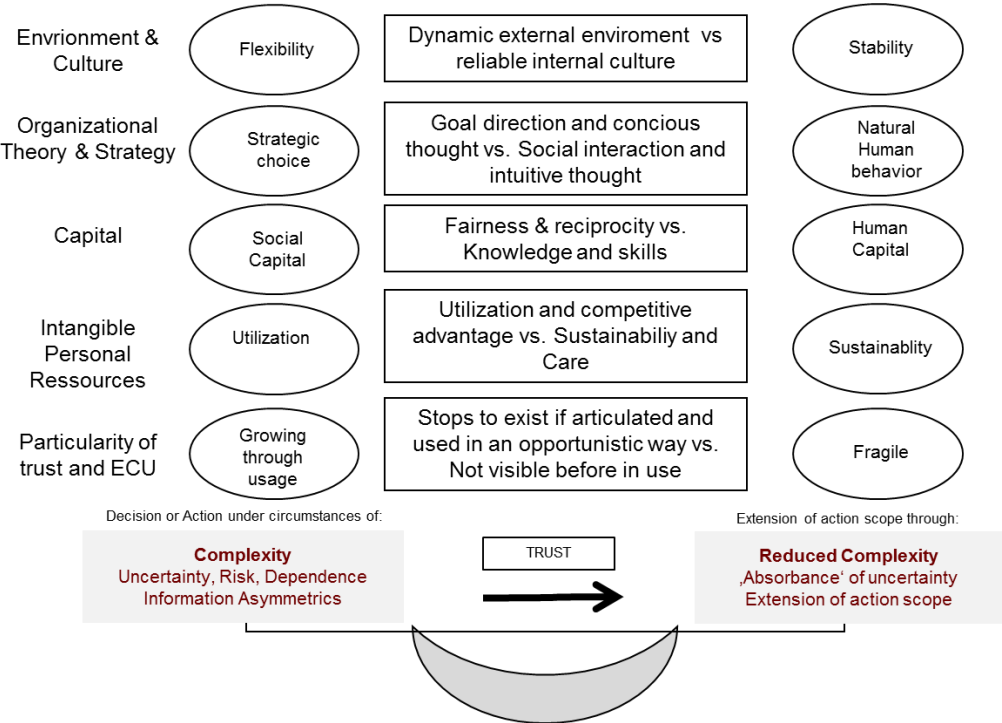 Envrionment &
Culture
Flexibility
Dynamic external enviroment vs
reliable internal culture
Stability
Organizational
Theory & Strategy
Strategic
choice
Goal direction and concious
thought vs. Social interaction and
intuitive thought
Natural
Human
behavior
Capital
Social
Capital
Fairness & reciprocity vs.
Knowledge and skills
Human
Capital
Intangible
Personal
Ressources
Utilization
Utilization and competitive
advantage vs. Sustainabiliy and
Care
Sustainablity
Particularity of
trust and ECU
Growing
through
usage
Stops to exist if articulated and
used in an opportunistic way vs.
Not visible before in use
Fragile
Decision or Action under circumstances of:
Complexity
Uncertainty, Risk, Dependence
Information Asymmetrics
TRUST
Extension of action scope through:
Reduced Complexity
‚Absorbance‘ of uncertainty
Extension of action scope